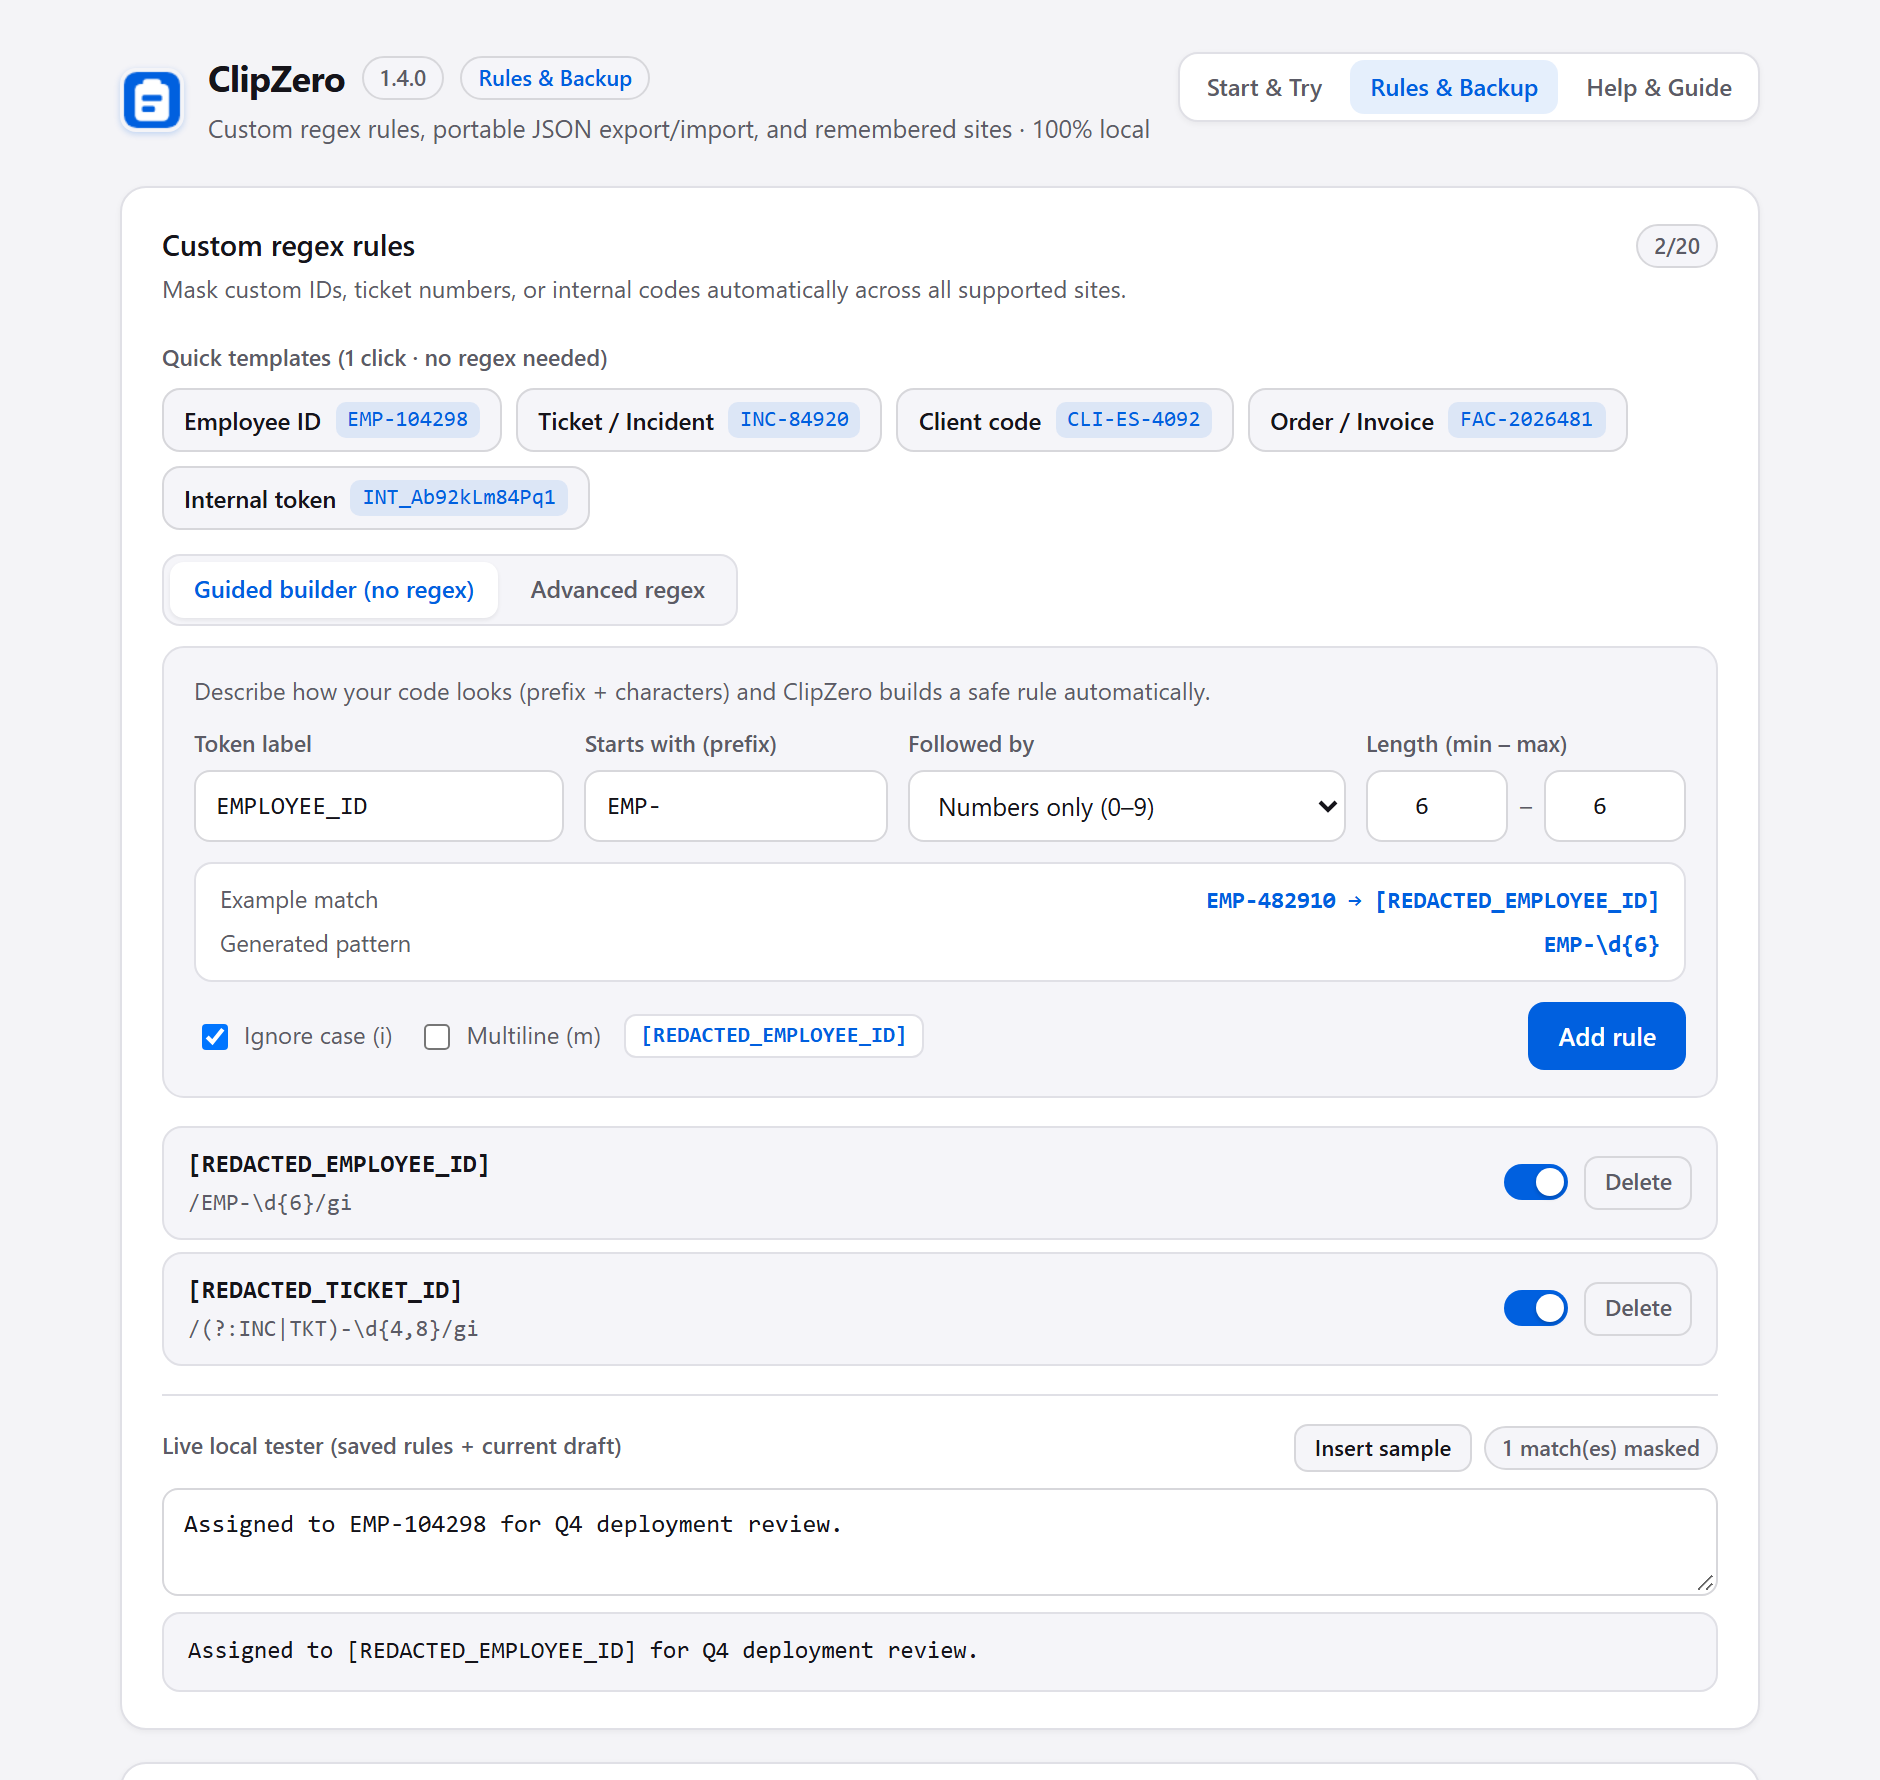 ClipZero 1.4.0 Rules & Backup
Custom regex rules, portable JSON export/import, and remembered sites · 100% local
Start & Try Rules & Backup Help & Guide
Custom regex rules 2/20
Mask custom IDs, ticket numbers, or internal codes automatically across all supported sites.
Quick templates (1 click · no regex needed)
Employee ID EMP-104298 Ticket / Incident INC-84920 Client code CLI-ES-4092 Order / Invoice FAC-2026481
Internal token INT_Ab92kLm84Pq1
Guided builder (no regex) Advanced regex
Describe how your code looks (prefix + characters) and ClipZero builds a safe rule automatically.
Token label Starts with (prefix) Followed by Length (min – max)
EMPLOYEE_ID EMP- Numbers only (0–9) 6 – 6
Example match EMP-482910 → [REDACTED_EMPLOYEE_ID]
Generated pattern EMP-\d{6}
Ignore case (i) Multiline (m) [REDACTED_EMPLOYEE_ID] Add rule
[REDACTED_EMPLOYEE_ID]
/EMP-\d{6}/gi
Delete
[REDACTED_TICKET_ID]
/(?:INC|TKT)-\d{4,8}/gi
Delete
Live local tester (saved rules + current draft) Insert sample 1 match(es) masked
Assigned to EMP-104298 for Q4 deployment review.
Assigned to [REDACTED_EMPLOYEE_ID] for Q4 deployment review.